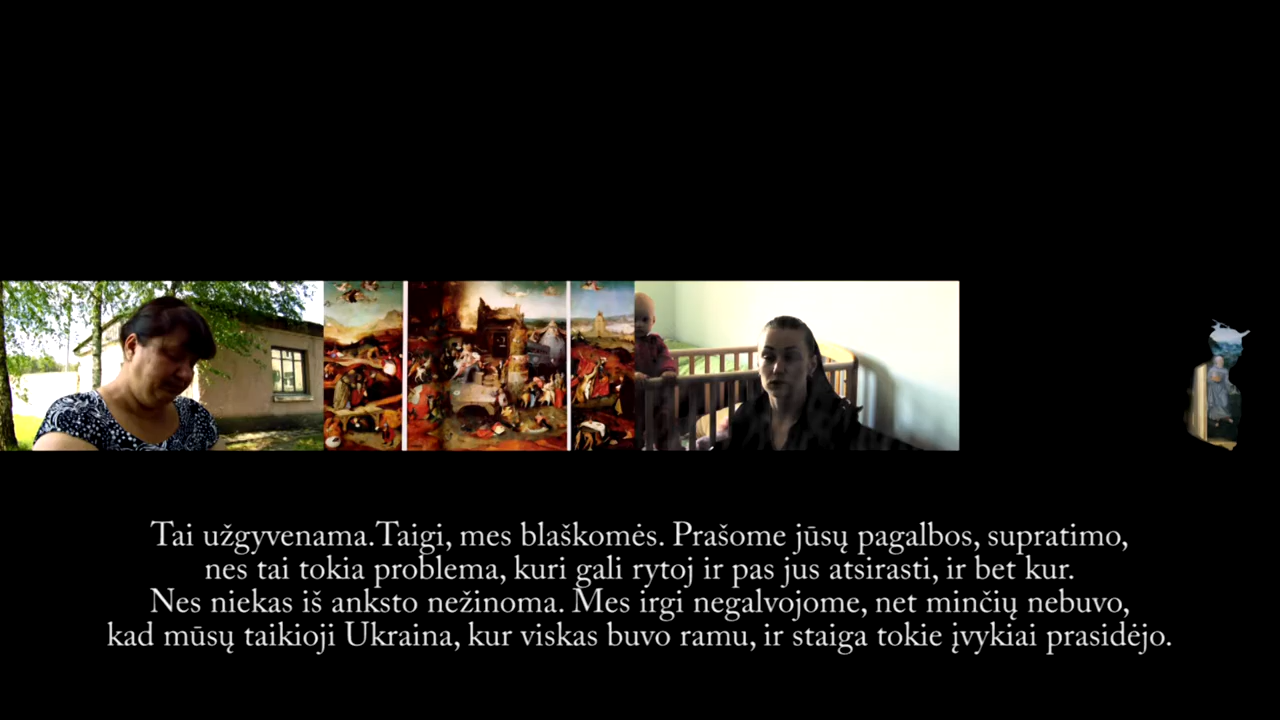 Tai užgyvenama.Taigi, mes blaškomės. Prašome jūsų pagalbos, supratimo,
nes tai tokia problema, kuri gali rytoj ir pas jus atsirasti, ir bet kur.
Nes niekas iš anksto nežinoma. Mes irgi negalvojome, net minčių nebuvo,
kad mūsų taikioji Ukraina, kur viskas buvo ramu, ir staiga tokie įvykiai prasidėjo.